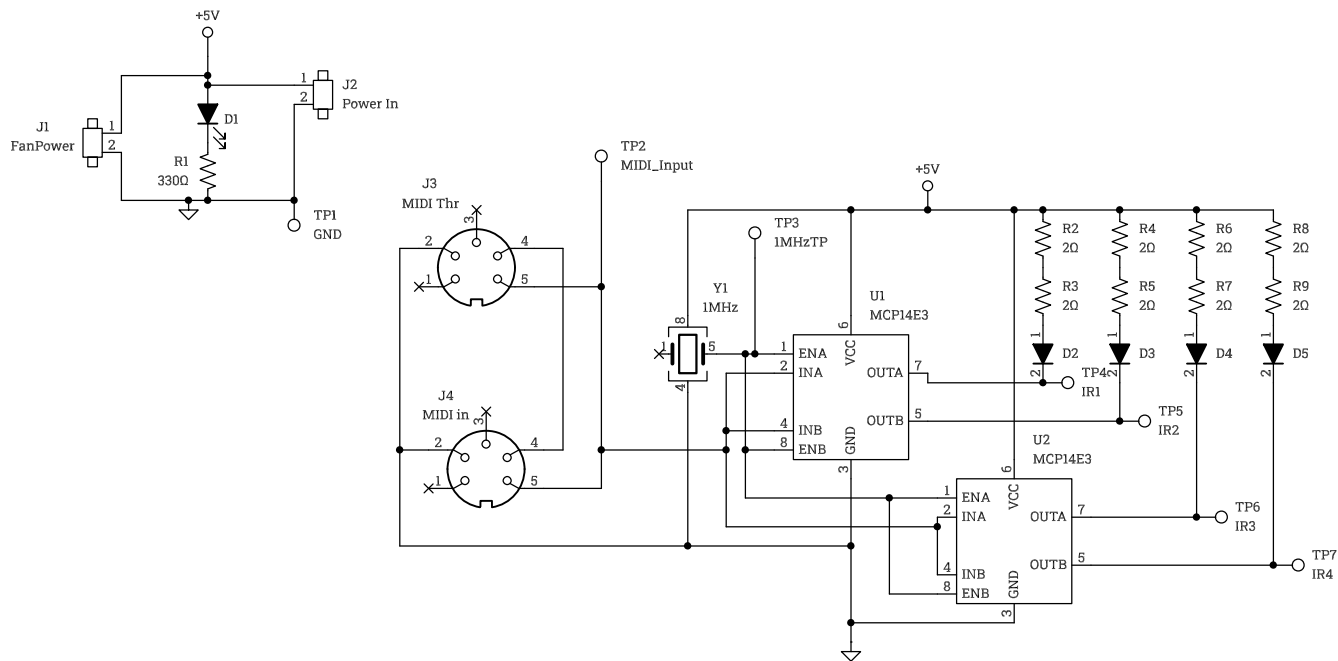 +5V
1
2
J2
Power In
D1
J1
FanPower
1
2
R1
330Ω
TP1
GND
TP2
MIDI_Input
J3
MIDI Thr
3
2
4
1
5
J4
MIDI in
3
2
4
1
5
+5V
TP3
1MHzTP
Y1
1MHz
8
1
5
4
U1
MCP14E3
6
VCC
1
ENA
2
INA
4
INB
8
ENB
OUTA
7
OUTB
5
GND
3
R2
2Ω
R4
2Ω
R6
2Ω
R8
2Ω
R3
2Ω
R5
2Ω
R7
2Ω
R9
2Ω
1
D2
2
1
D3
2
1
D4
2
1
D5
2
TP4
IR1
TP5
IR2
U2
MCP14E3
6
VCC
1
ENA
2
INA
4
INB
8
ENB
OUTA
7
OUTB
5
GND
3
TP6
IR3
TP7
IR4